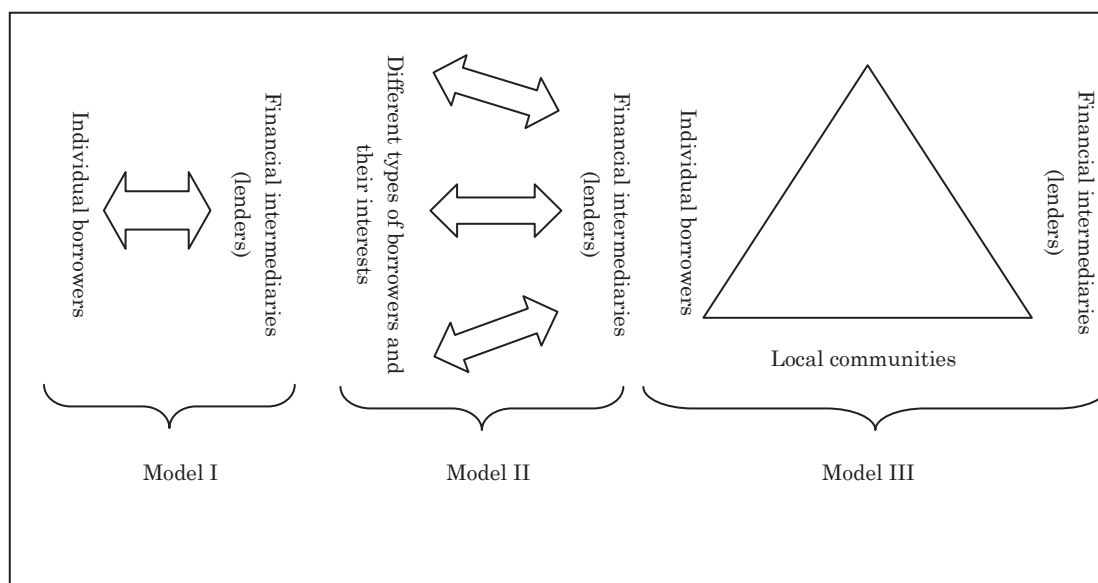 Individual borrowers
Financial intermediaries
(lenders)
Model I
Different types of borrowers and
their interests
Financial intermediaries
(lenders)
Model II
Individual borrowers
Local communities
Financial intermediaries
(lenders)
Model III